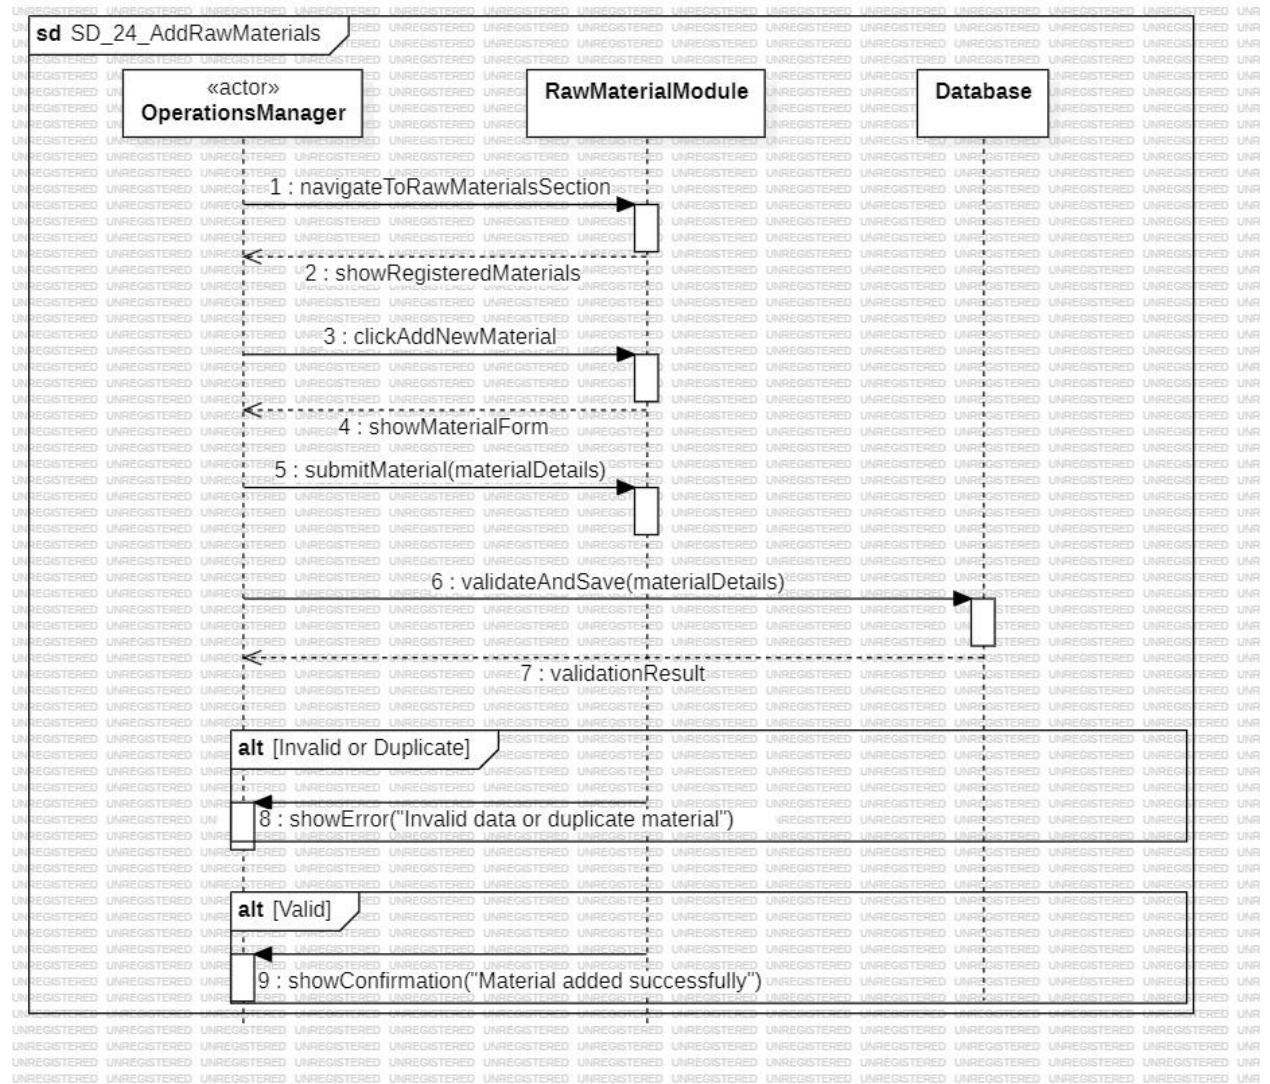 sd SD_24_AddRawMaterials
«actor»
OperationsManager
RawMaterialModule
Database
1 : navigateToRawMaterialsSection
2 : showRegisteredMaterials
3 : clickAddNewMaterial
4 : showMaterialForm
5 : submitMaterial(materialDetails)
6 : validateAndSave(materialDetails)
7 : validationResult
alt [Invalid or Duplicate]
8 : showError("Invalid data or duplicate material")
alt [Valid]
9 : showConfirmation("Material added successfully")
UNREGISTERED